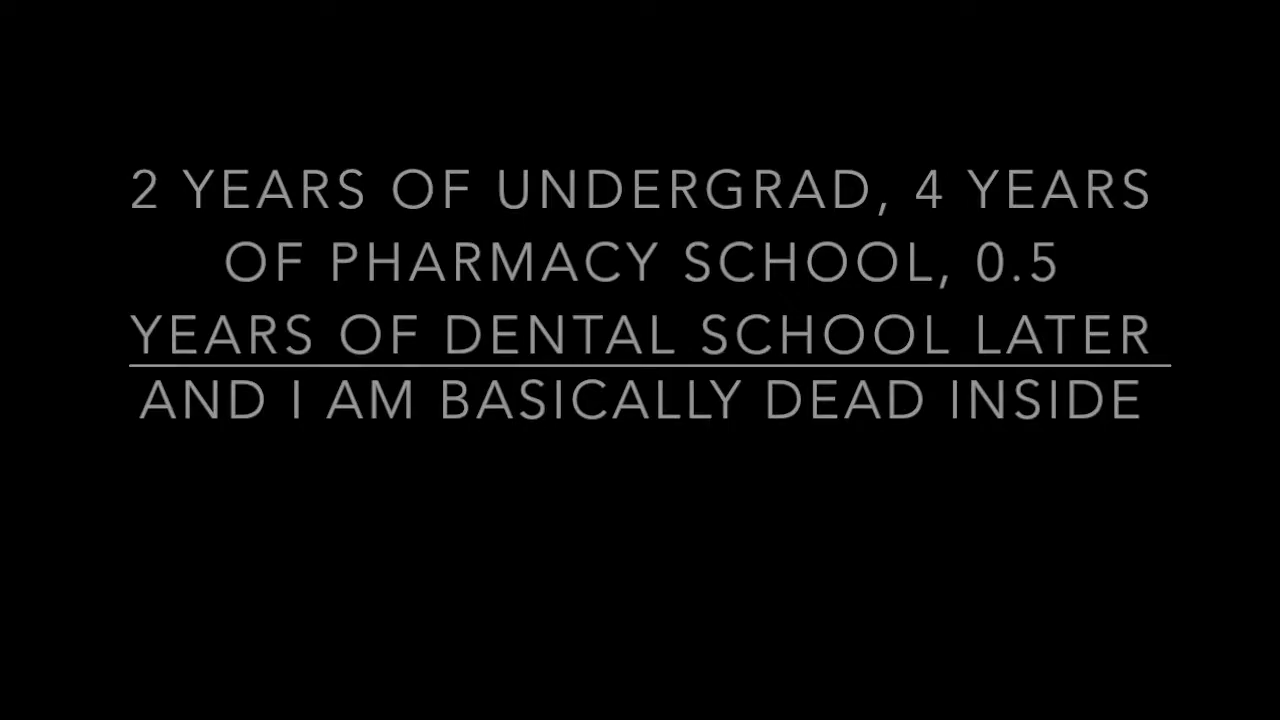 2 YEARS OF UNDERGRAD, 4 YEARS
OF PHARMACY SCHOOL, 0.5
YEARS OF DENTAL SCHOOL LATER
AND I AM BASICALLY DEAD INSIDE